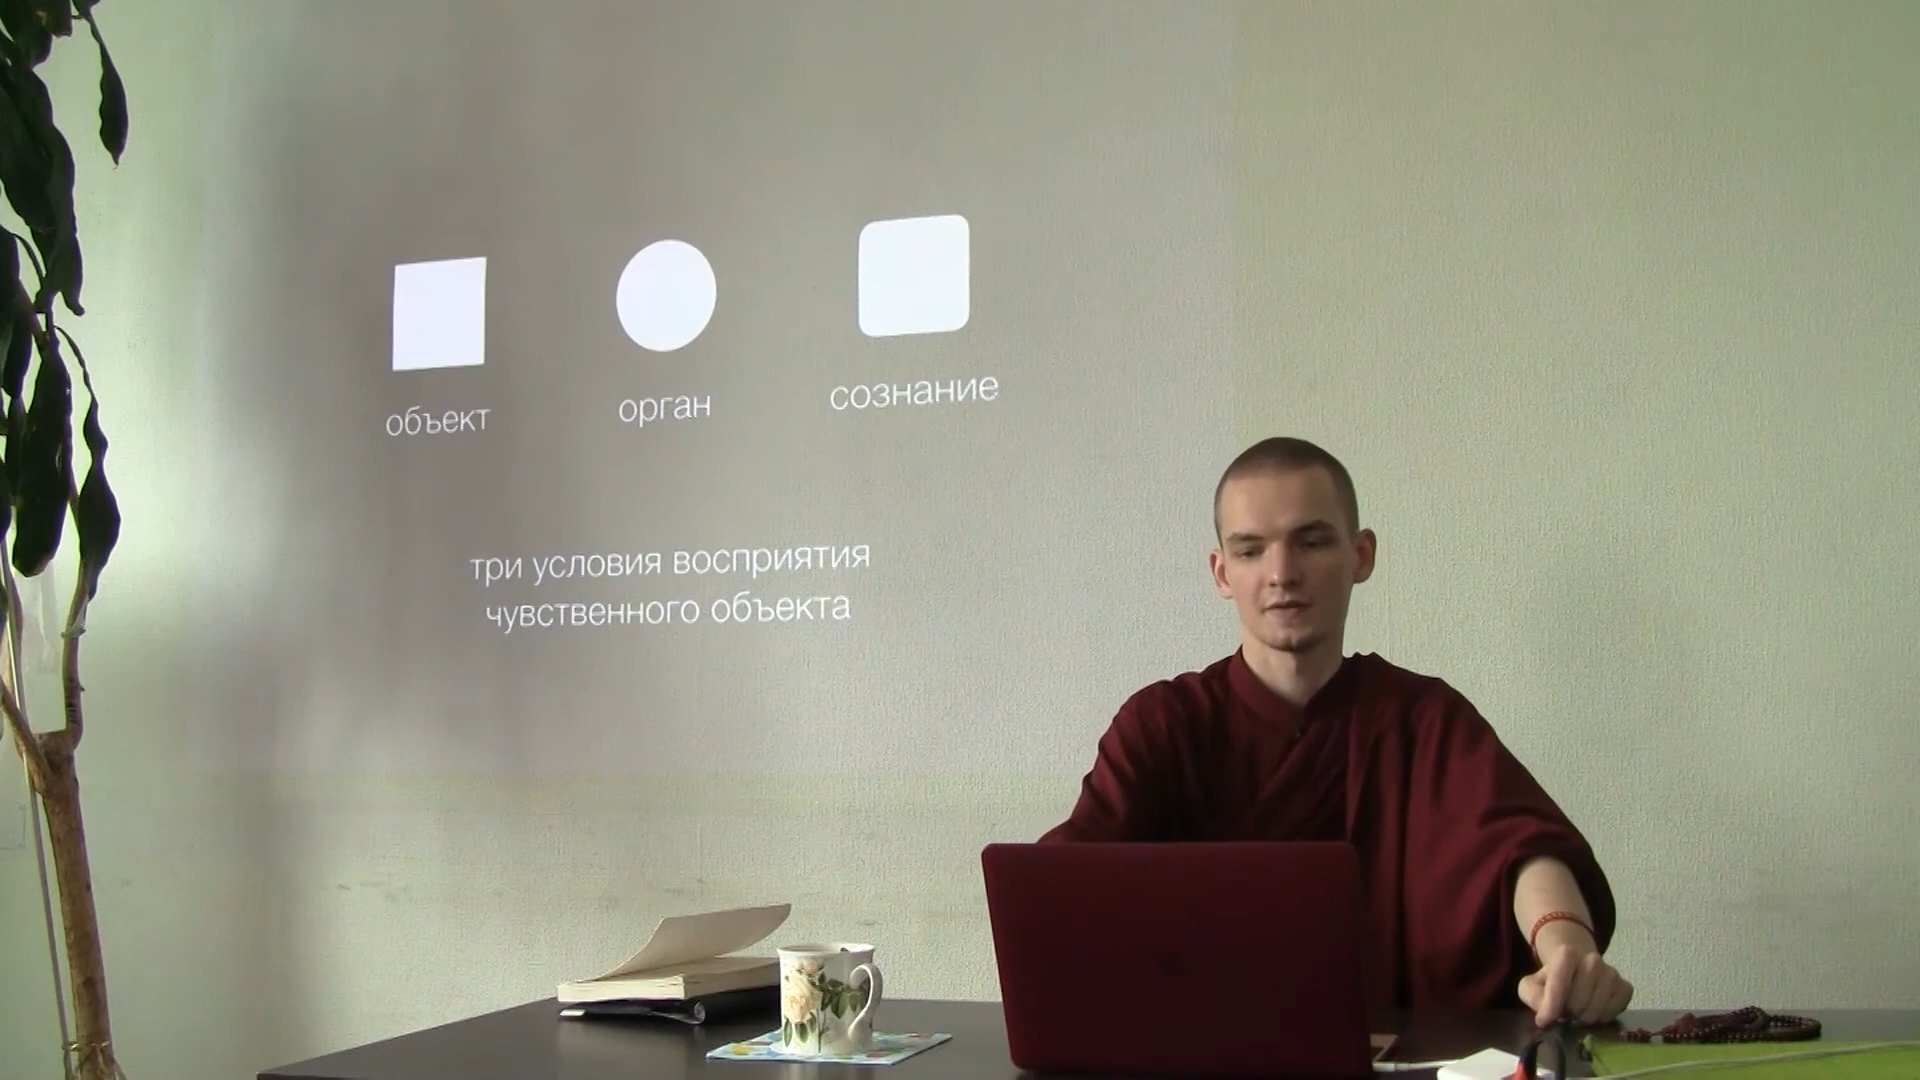 объект
орган
сознание
три условия восприятия
чувственного объекта